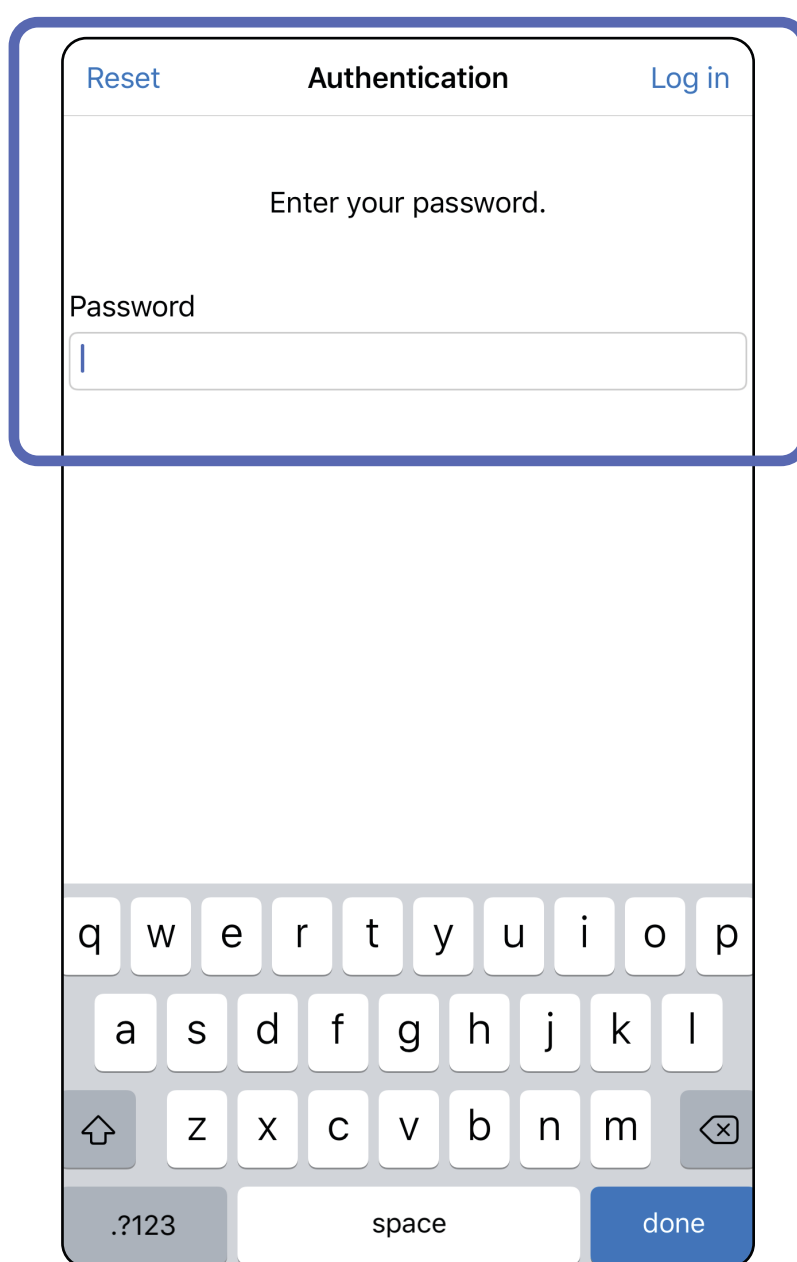 Reset Authentication Log in
Enter your password.
Password
q w e r t y u i o p
a s d f g h j k l
z x c v b n m
.?123 space done